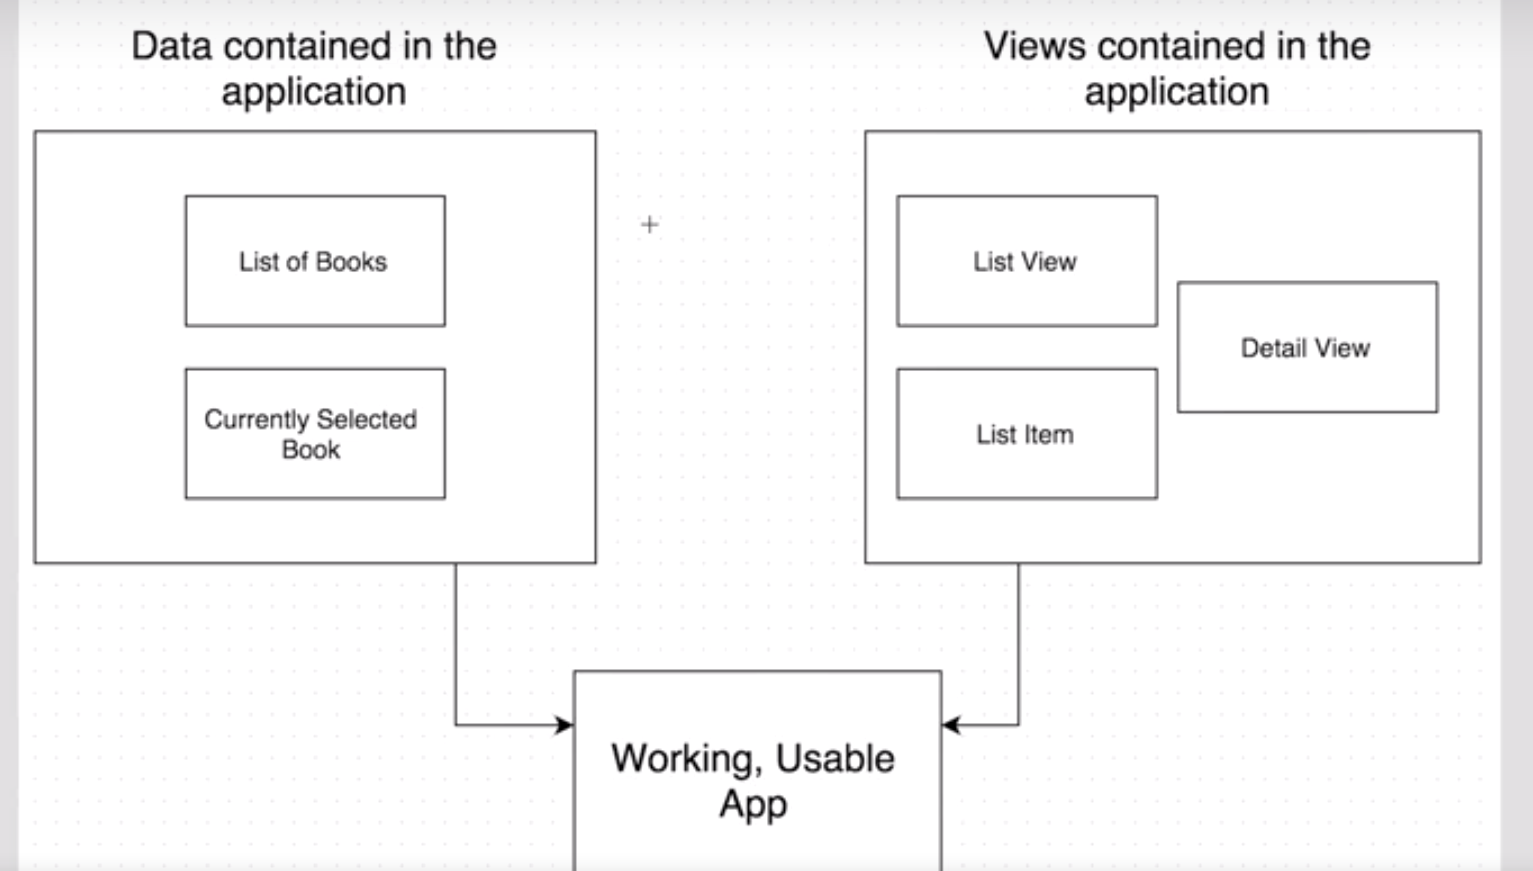 Data contained in the
application
Views contained in the
application
List of Books
Currently Selected
Book
List View
Detail View
List Item
Working, Usable
App